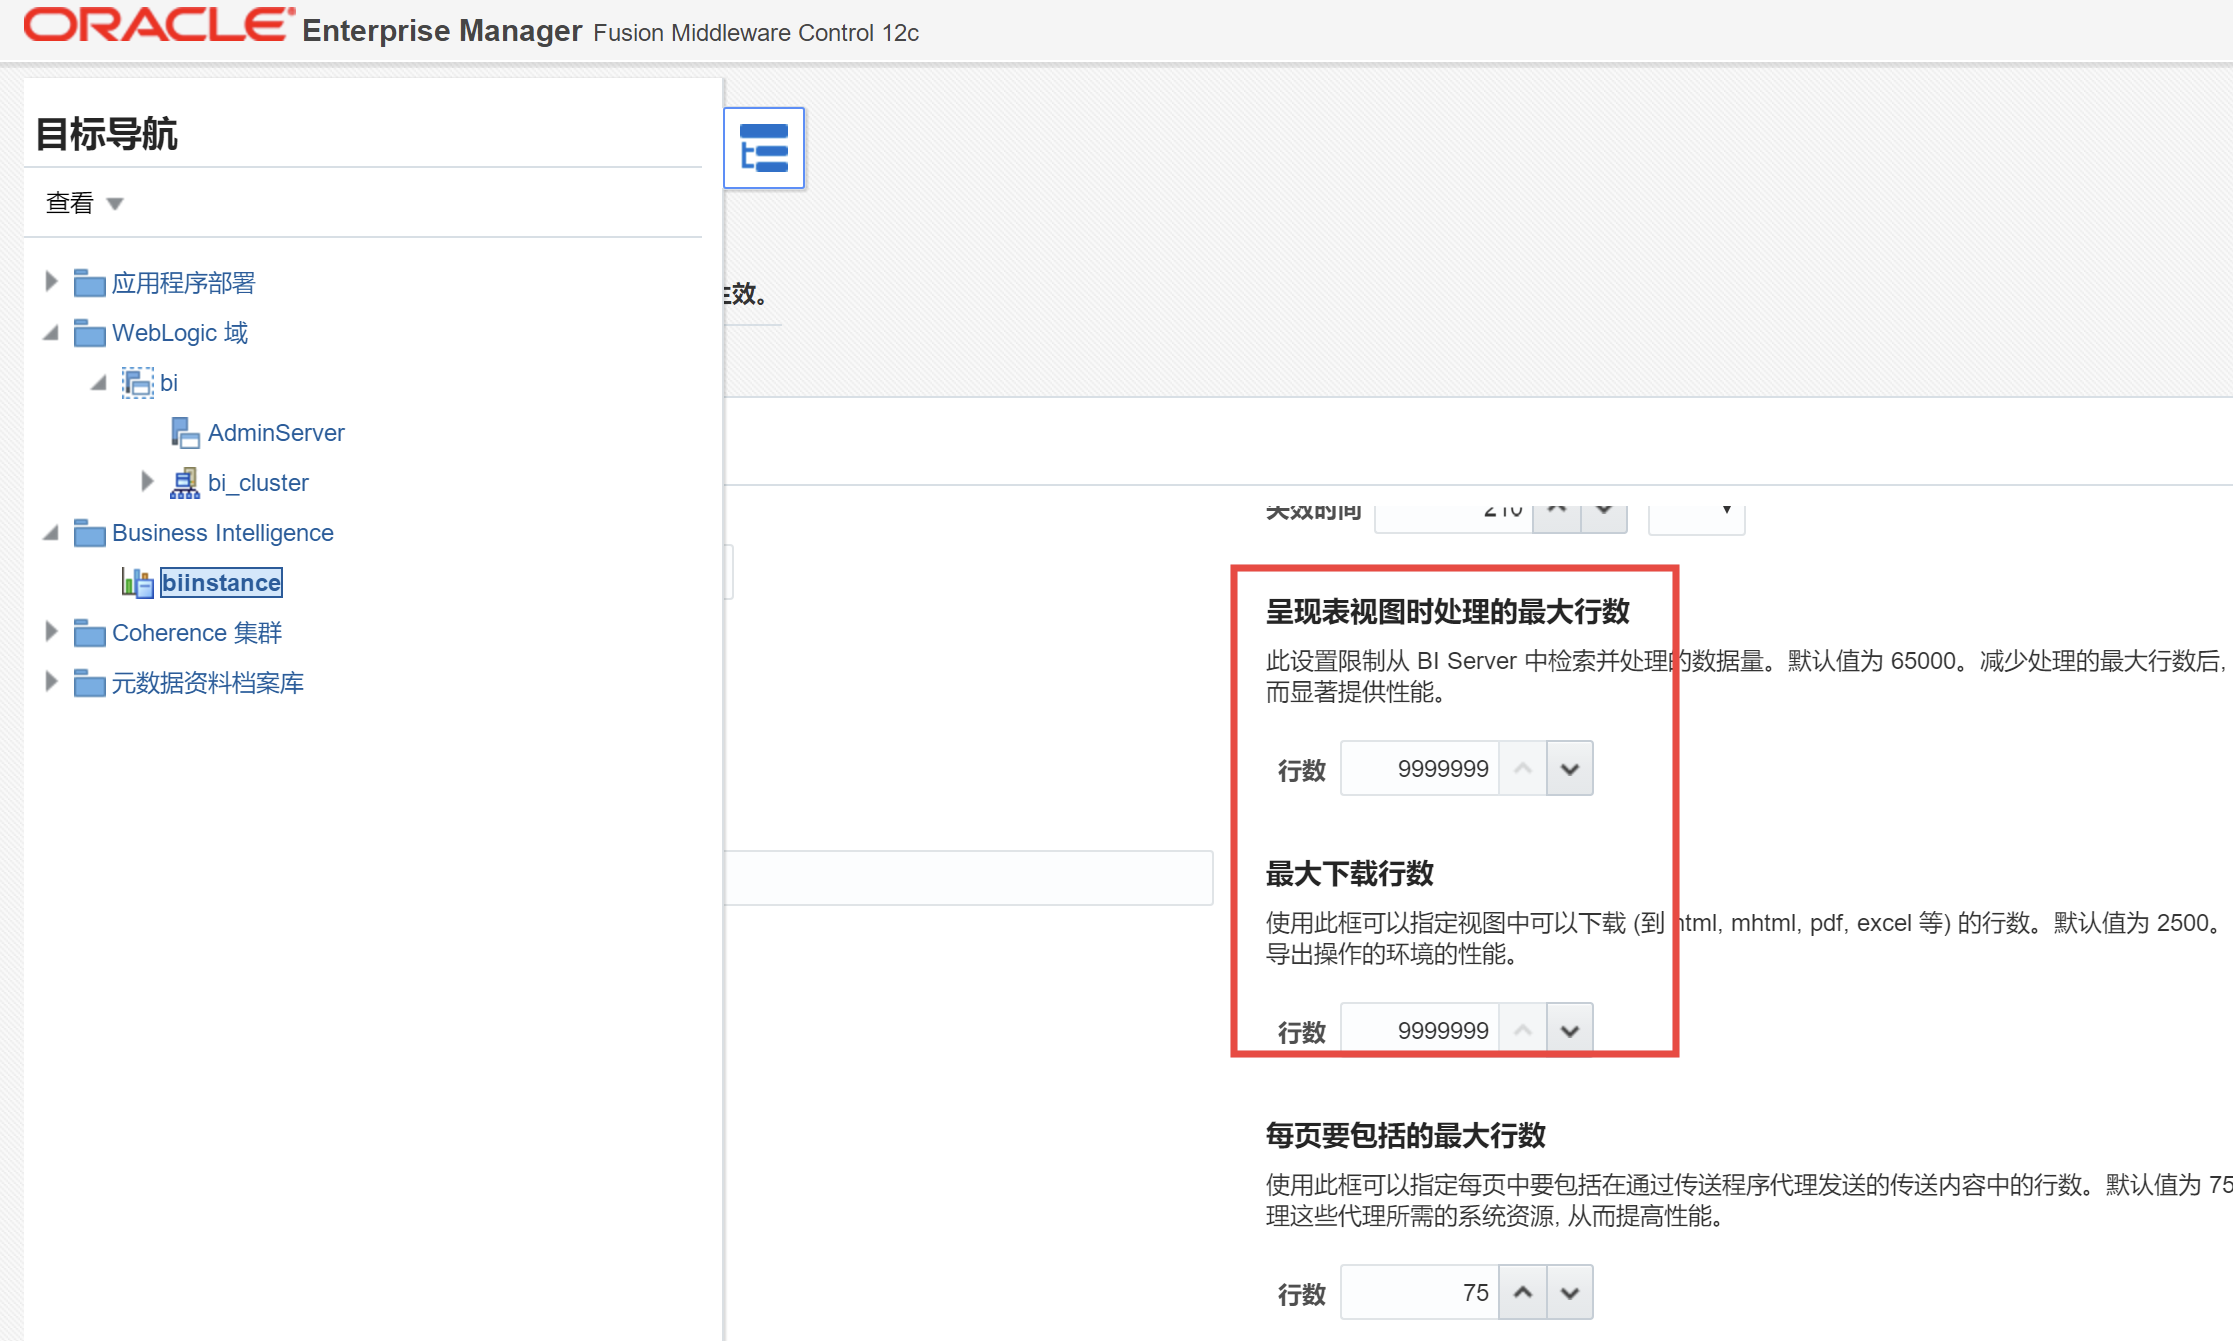 ORACLE Enterprise Manager Fusion Middleware Control 12c
目标导航
查看
应用程序部署
WebLogic 域
bi
AdminServer
bi_cluster
Business Intelligence
biinstance
Coherence 集群
元数据资料档案库
效。
失效时间 210
呈现表视图时处理的最大行数
此设置限制从 BI Server 中检索并处理的数据量。默认值为 65000。减少处理的最大行数后,
而显著提供性能。
行数 9999999
最大下载行数
使用此框可以指定视图中可以下载 (到 html, mhtml, pdf, excel 等) 的行数。默认值为 2500。
导出操作的环境的性能。
行数 9999999
每页要包括的最大行数
使用此框可以指定每页中要包括在通过传送程序代理发送的传送内容中的行数。默认值为 75
理这些代理所需的系统资源, 从而提高性能。
行数 75